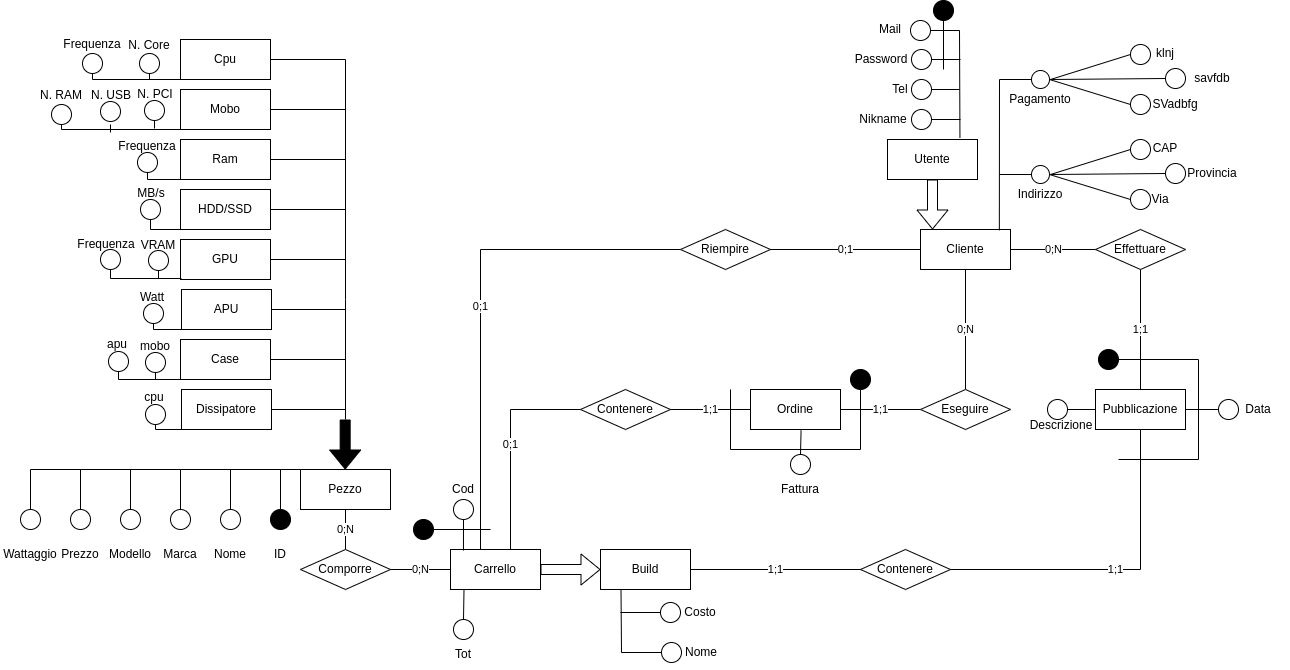 Frequenza
N. Core
Cpu
N. RAM
N. USB
N. PCI
Mobo
Frequenza
Ram
MB/s
HDD/SSD
Frequenza
VRAM
GPU
Watt
APU
apu
mobo
Case
cpu
Dissipatore
Pezzo
Wattaggio
Prezzo
Modello
Marca
Nome
ID
0;N
Comporre
0;N
Cod
Carrello
Tot
Build
Costo
Nome
1;1
Contenere
1;1
0;1
Contenere
1;1
Ordine
Fattura
1;1
Eseguire
0;N
0;1
Riempire
0;1
Cliente
Mail
Password
Tel
Nikname
Utente
Pagamento
klnj
savfdb
SVadbfg
Indirizzo
CAP
Provincia
Via
0;N
Effettuare
1;1
Pubblicazione
Descrizione
Data